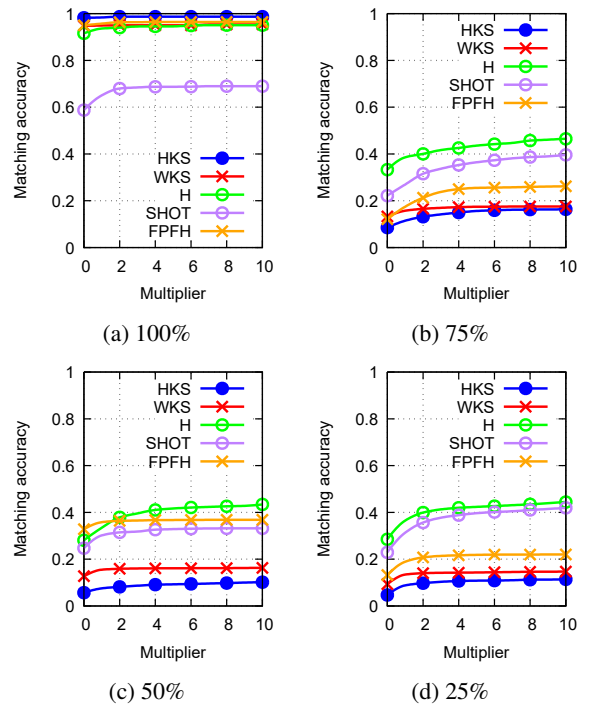 1
0.8
0.6
0.4
0.2
0
Matching accuracy
HKS
WKS
H
SHOT
FPFH
0 2 4 6 8 10
Multiplier
(a) 100%
1
0.8
0.6
0.4
0.2
0
Matching accuracy
HKS
WKS
H
SHOT
FPFH
0 2 4 6 8 10
Multiplier
(b) 75%
1
0.8
0.6
0.4
0.2
0
Matching accuracy
HKS
WKS
H
SHOT
FPFH
0 2 4 6 8 10
Multiplier
(c) 50%
1
0.8
0.6
0.4
0.2
0
Matching accuracy
HKS
WKS
H
SHOT
FPFH
0 2 4 6 8 10
Multiplier
(d) 25%